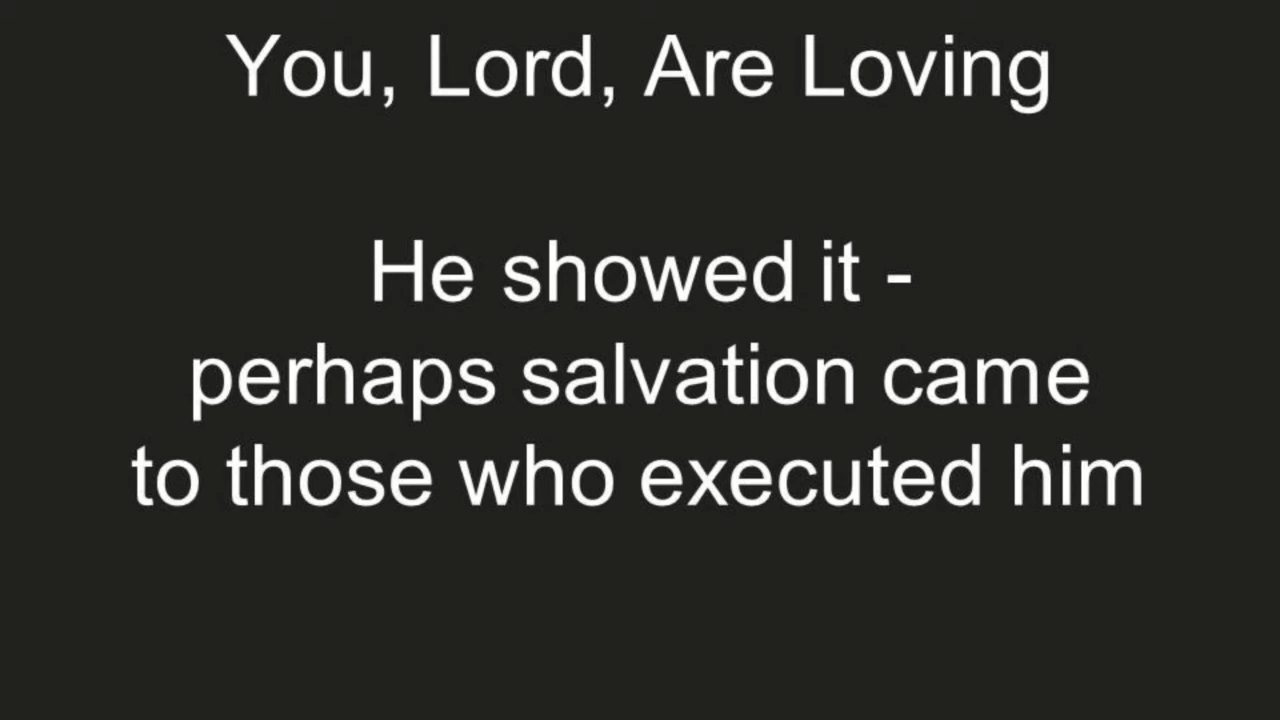 You, Lord, Are Loving
He showed it -
perhaps salvation came
to those who executed him